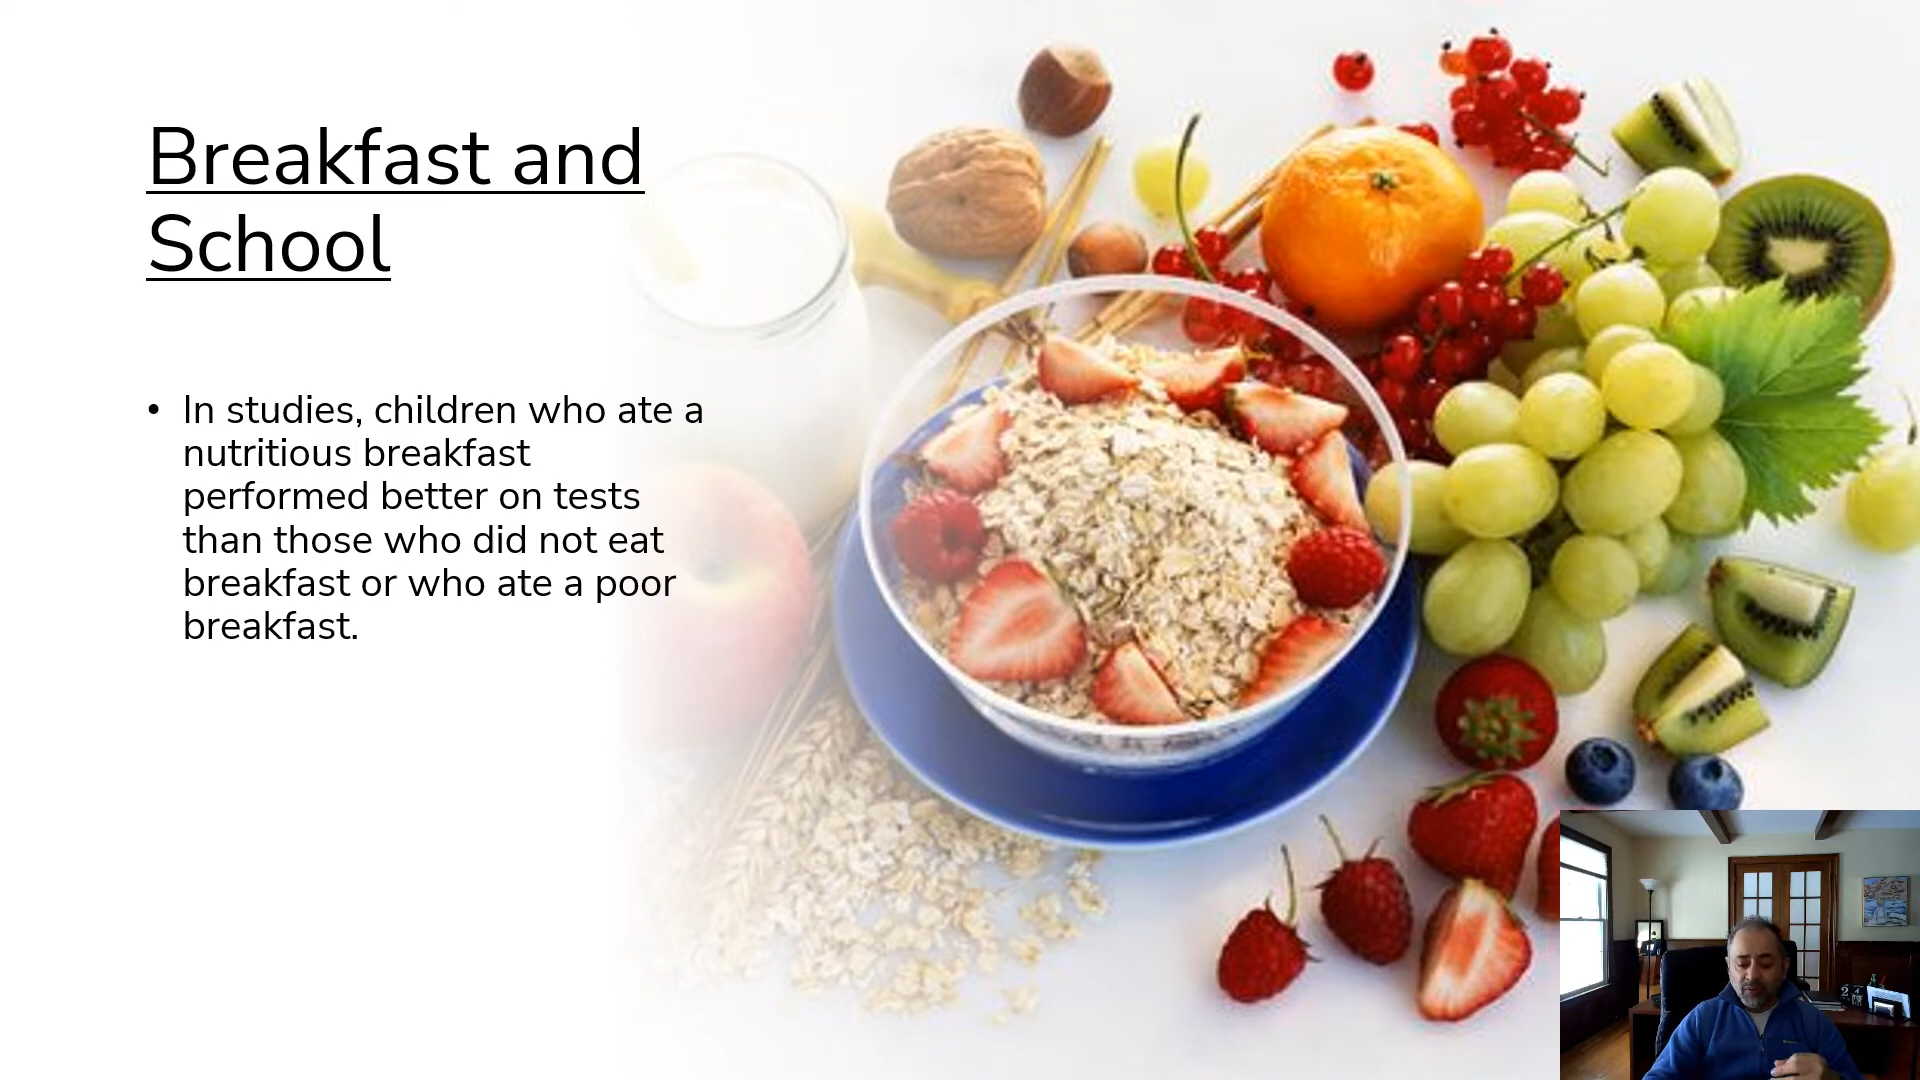 Breakfast and
School
• In studies, children who ate a
nutritious breakfast
performed better on tests
than those who did not eat
breakfast or who ate a poor
breakfast.